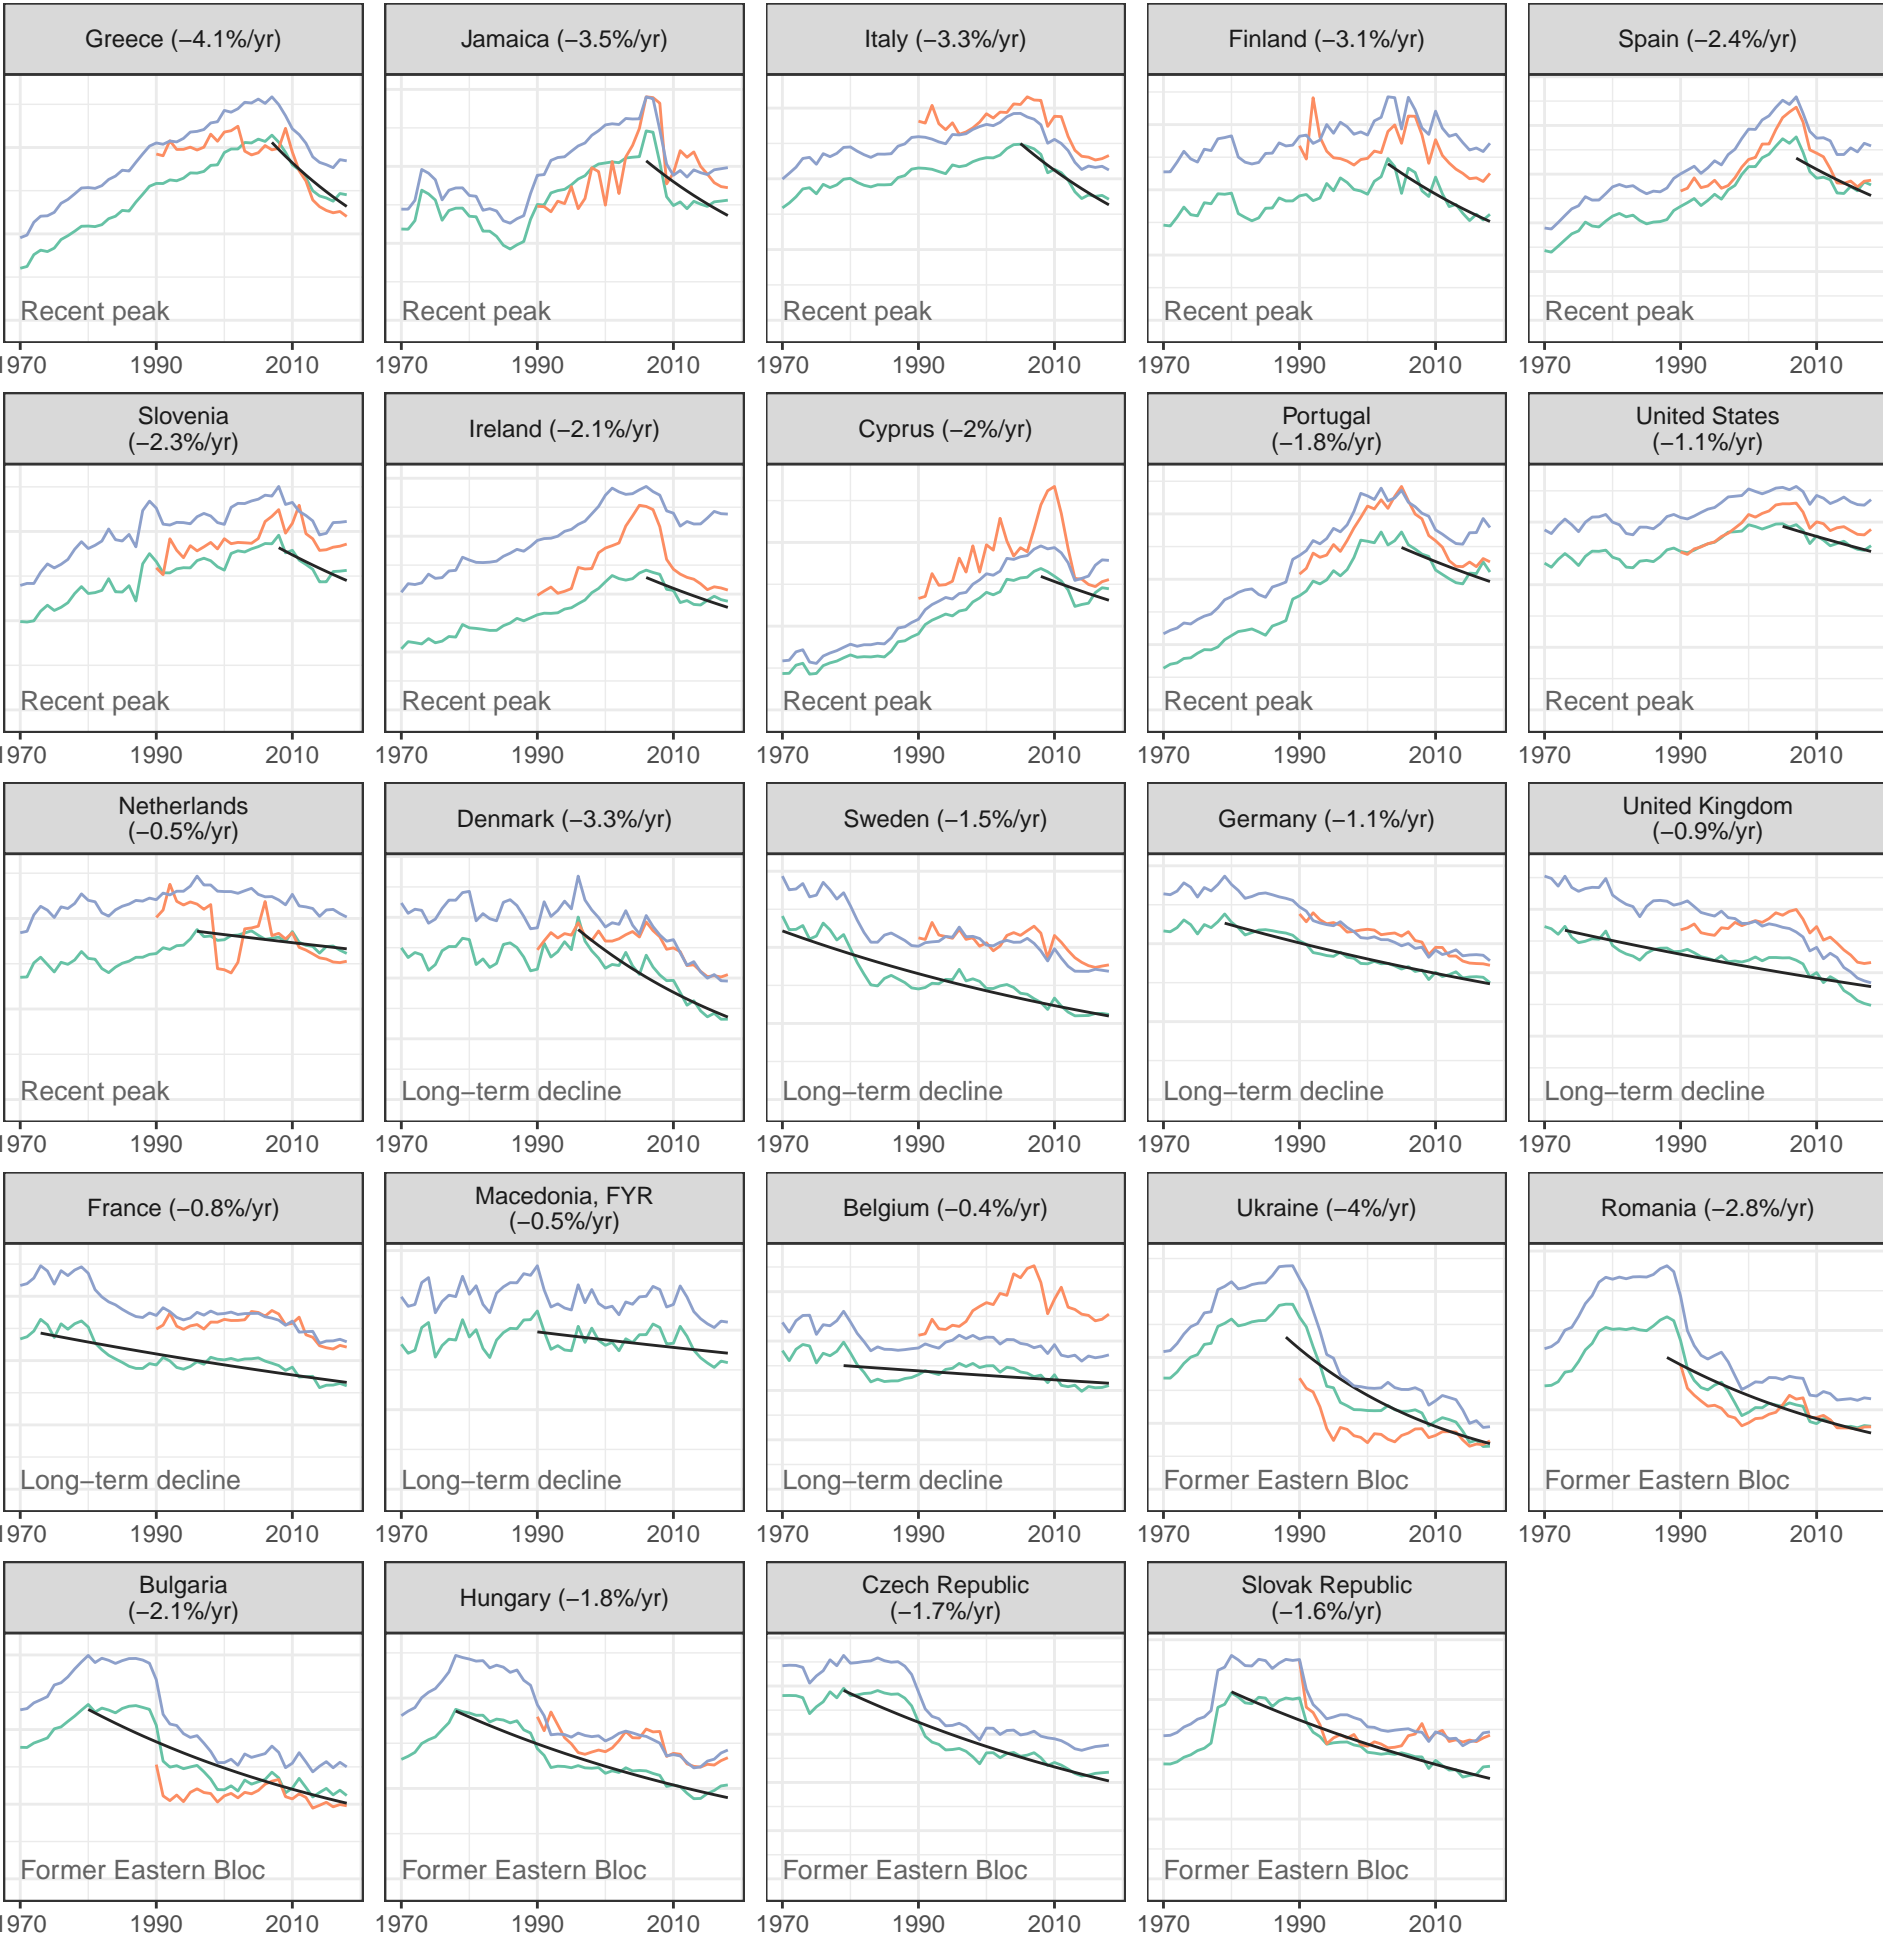 Greece (−4.1%/yr)
Jamaica (−3.5%/yr)
Italy (−3.3%/yr)
Finland (−3.1%/yr)
Spain (−2.4%/yr)
Recent peak
Recent peak
Recent peak
Recent peak
Recent peak
1970 1990 2010 1970 1990 2010 1970 1990 2010 1970 1990 2010 1970 1990 2010
Slovenia
(−2.3%/yr)
Ireland (−2.1%/yr)
Cyprus (−2%/yr)
Portugal
(−1.8%/yr)
United States
(−1.1%/yr)
Recent peak
Recent peak
Recent peak
Recent peak
Recent peak
1970 1990 2010 1970 1990 2010 1970 1990 2010 1970 1990 2010 1970 1990 2010
Netherlands
(−0.5%/yr)
Denmark (−3.3%/yr)
Sweden (−1.5%/yr)
Germany (−1.1%/yr)
United Kingdom
(−0.9%/yr)
Recent peak
Long−term decline
Long−term decline
Long−term decline
Long−term decline
1970 1990 2010 1970 1990 2010 1970 1990 2010 1970 1990 2010 1970 1990 2010
France (−0.8%/yr)
Macedonia, FYR
(−0.5%/yr)
Belgium (−0.4%/yr)
Ukraine (−4%/yr)
Romania (−2.8%/yr)
Long−term decline
Long−term decline
Long−term decline
Former Eastern Bloc
Former Eastern Bloc
1970 1990 2010 1970 1990 2010 1970 1990 2010 1970 1990 2010 1970 1990 2010
Bulgaria
(−2.1%/yr)
Hungary (−1.8%/yr)
Czech Republic
(−1.7%/yr)
Slovak Republic
(−1.6%/yr)
Former Eastern Bloc
Former Eastern Bloc
Former Eastern Bloc
Former Eastern Bloc
1970 1990 2010 1970 1990 2010 1970 1990 2010 1970 1990 2010